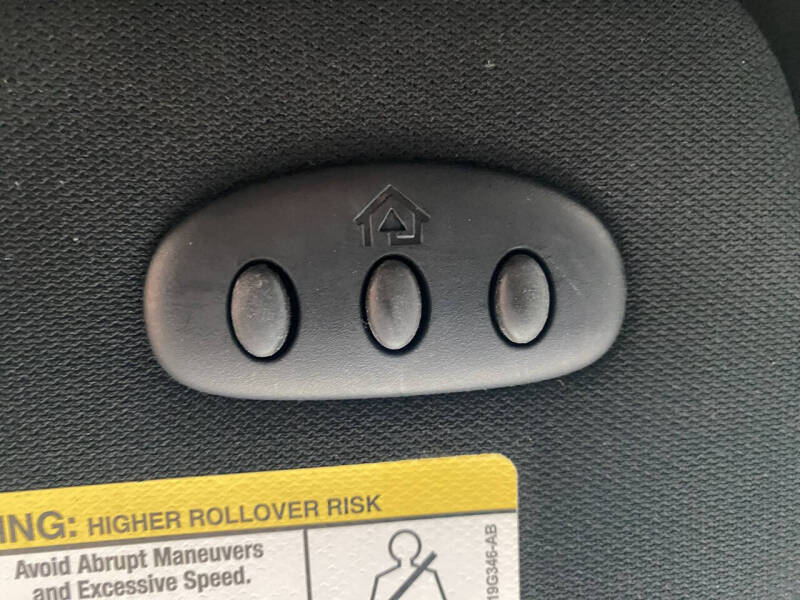 ING: HIGHER ROLLOVER RISK
Avoid Abrupt Maneuvers
and Excessive Speed.
19G346-AB